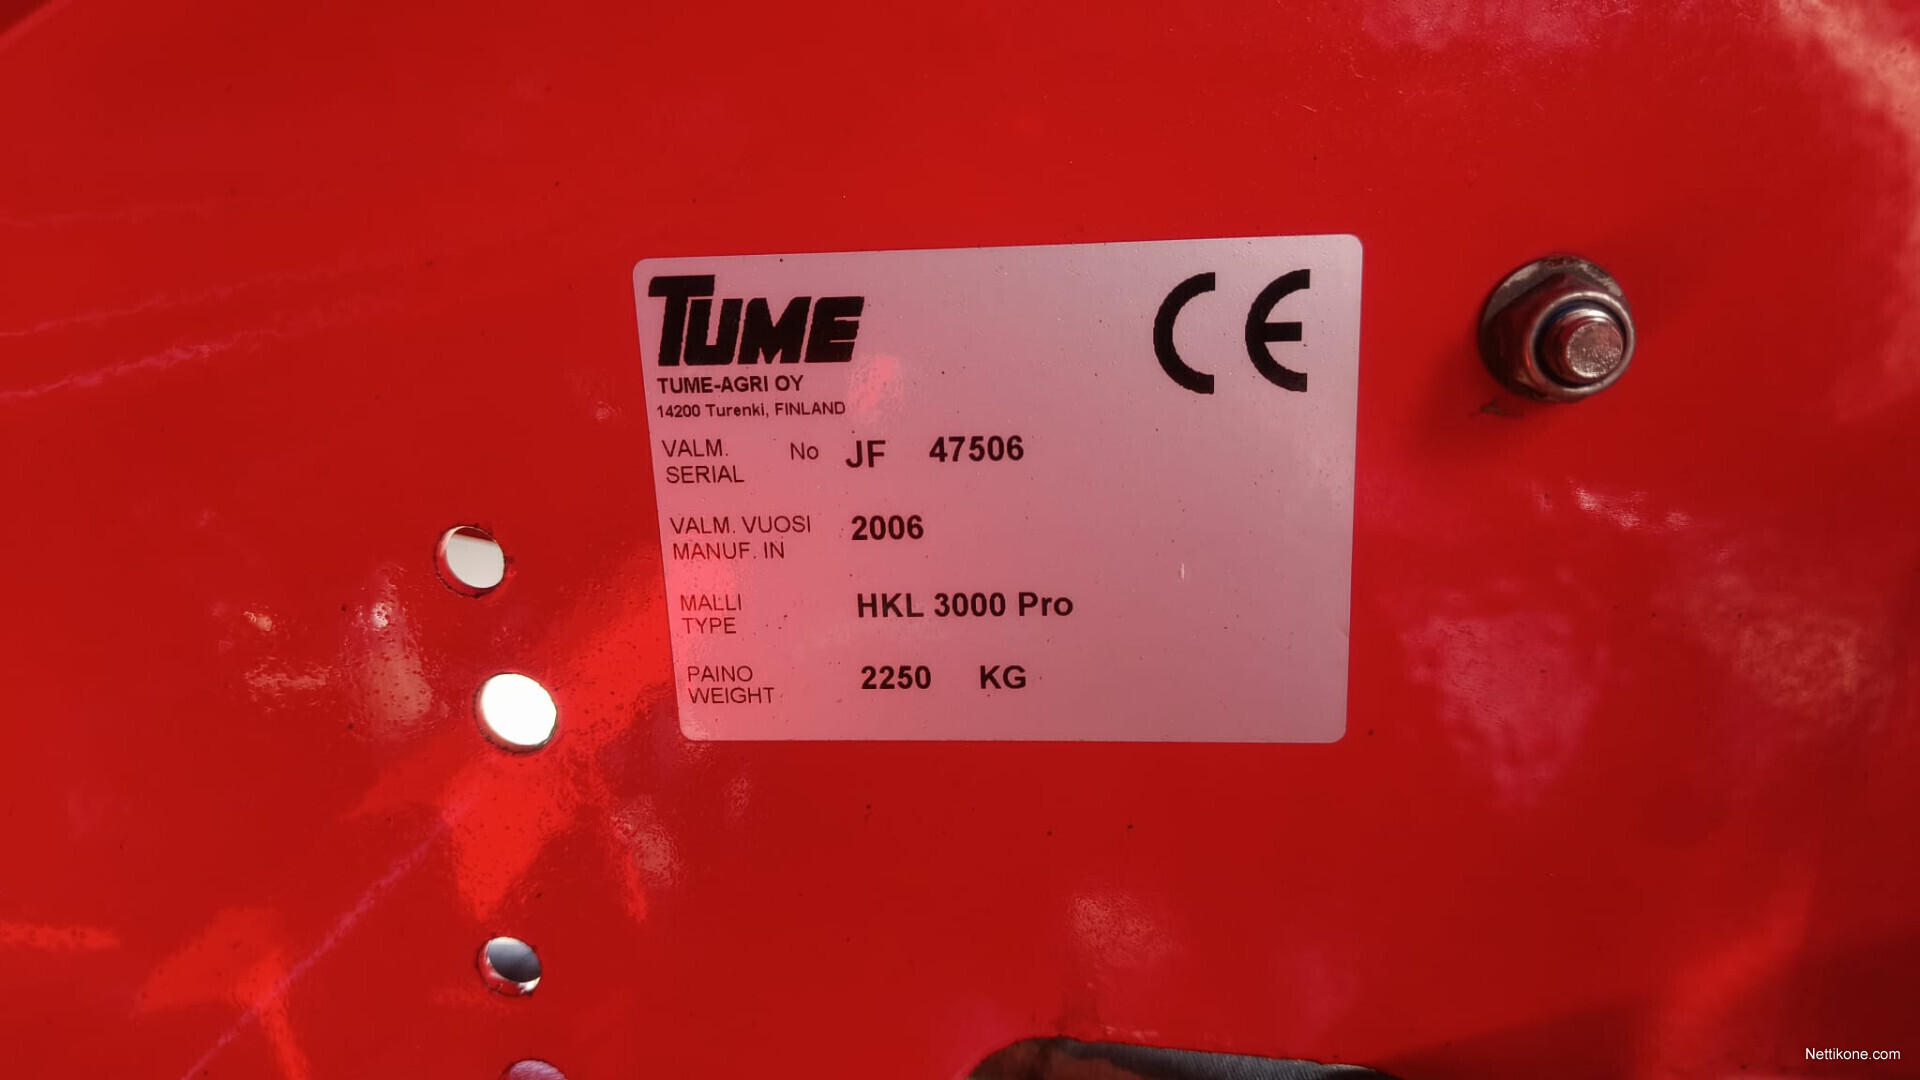 TUME
CE
TUME-AGRI OY
14200 Turenki, FINLAND
VALM. No JF 47506
SERIAL
VALM. VUOSI 2006
MANUF. IN
MALLI HKL 3000 Pro
TYPE
PAINO 2250 KG
WEIGHT
Nettikone.com